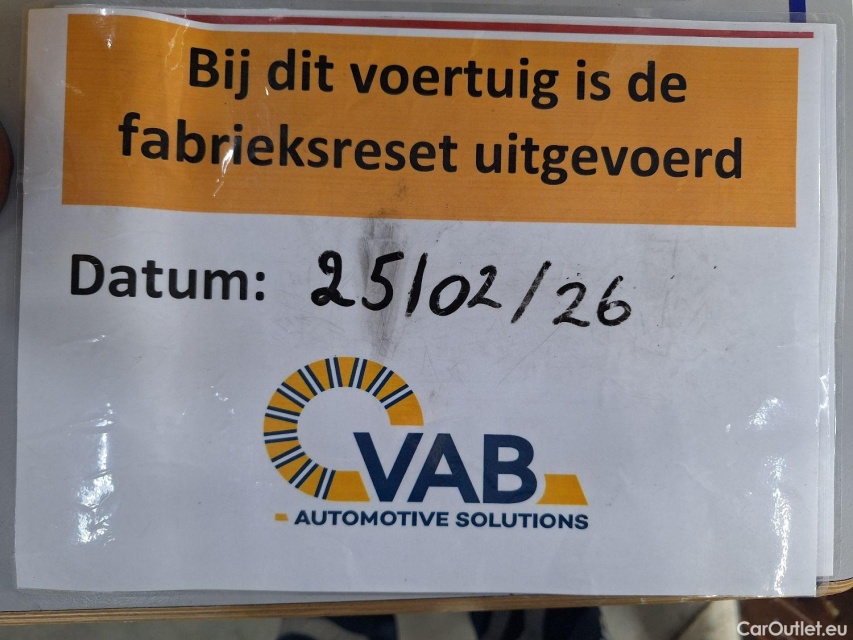 Bij dit voertuig is de
fabrieksreset uitgevoerd
Datum: 25/02/26
VAB
AUTOMOTIVE SOLUTIONS
CarOutlet.eu